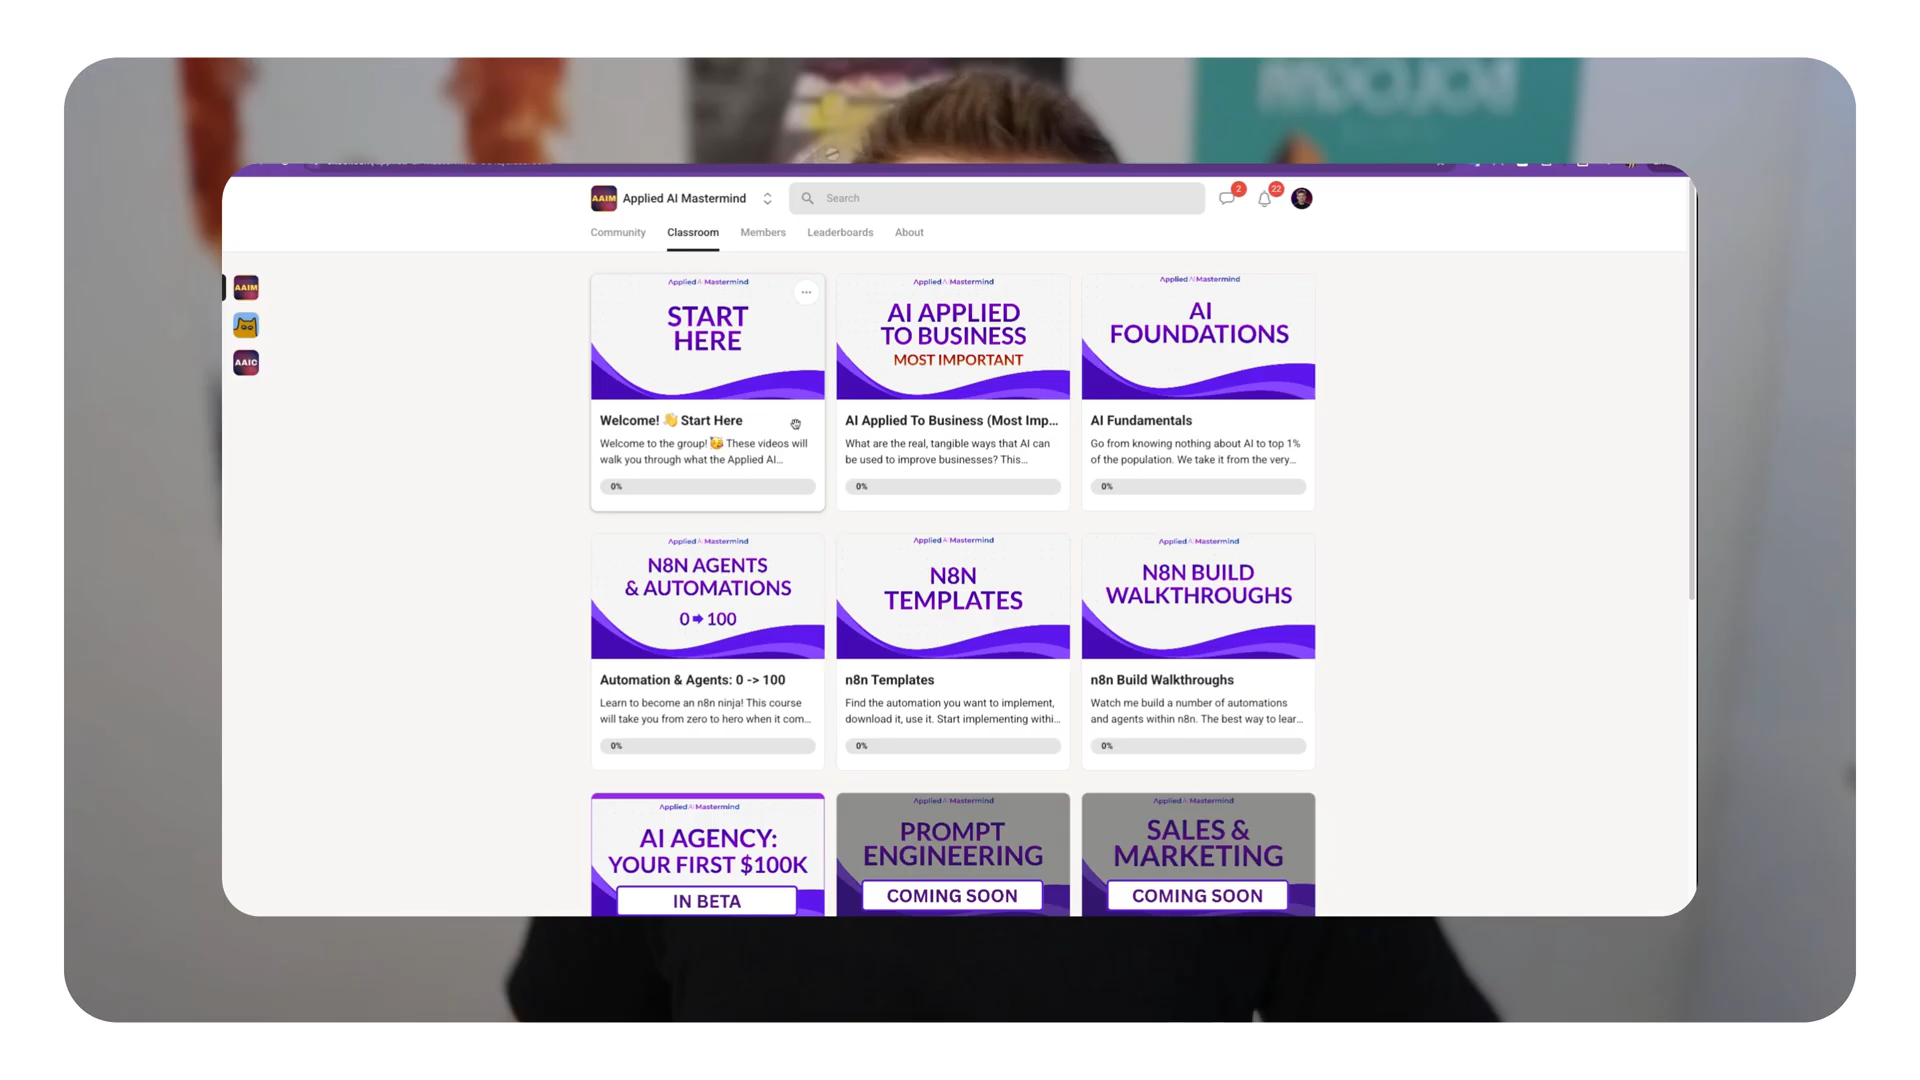 AAIM
Applied AI Mastermind
Search
2
22
Community
Classroom
Members
Leaderboards
About
AAIM
AAIC
Applied AI Mastermind
START
HERE
Welcome! 👋 Start Here
Welcome to the group! 🥳 These videos will
walk you through what the Applied AI...
0%
Applied AI Mastermind
AI APPLIED
TO BUSINESS
MOST IMPORTANT
AI Applied To Business (Most Imp...
What are the real, tangible ways that AI can
be used to improve businesses? This...
0%
Applied AI Mastermind
AI
FOUNDATIONS
AI Fundamentals
Go from knowing nothing about AI to top 1%
of the population. We take it from the very...
0%
Applied AI Mastermind
N8N AGENTS
& AUTOMATIONS
0 ➡ 100
Automation & Agents: 0 -> 100
Learn to become an n8n ninja! This course
will take you from zero to hero when it com...
0%
Applied AI Mastermind
N8N
TEMPLATES
n8n Templates
Find the automation you want to implement,
download it, use it. Start implementing withi...
0%
Applied AI Mastermind
N8N BUILD
WALKTHROUGHS
n8n Build Walkthroughs
Watch me build a number of automations
and agents within n8n. The best way to lear...
0%
Applied AI Mastermind
AI AGENCY:
YOUR FIRST $100K
IN BETA
Applied AI Mastermind
PROMPT
ENGINEERING
COMING SOON
Applied AI Mastermind
SALES &
MARKETING
COMING SOON